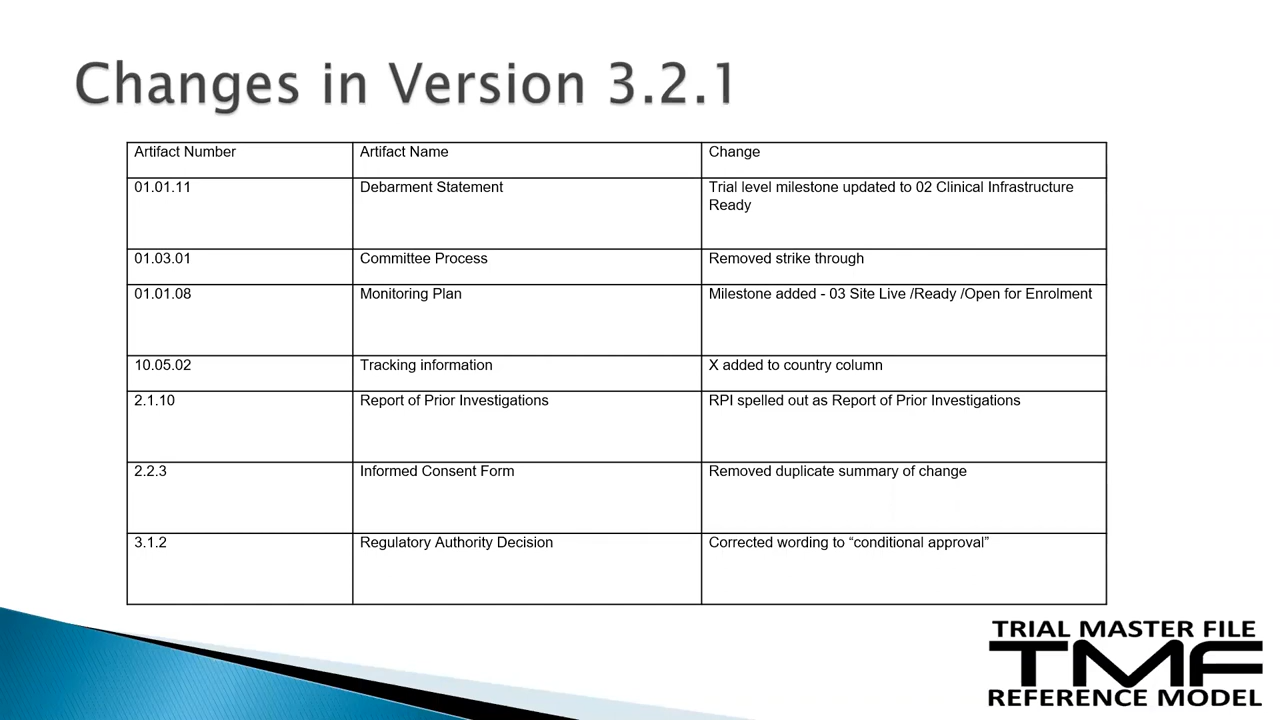 Changes in Version 3.2.1
Artifact Number Artifact Name Change
01.01.11 Debarment Statement Trial level milestone updated to 02 Clinical Infrastructure
Ready
01.03.01 Committee Process Removed strike through
01.01.08 Monitoring Plan Milestone added - 03 Site Live /Ready /Open for Enrolment
10.05.02 Tracking information X added to country column
2.1.10 Report of Prior Investigations RPI spelled out as Report of Prior Investigations
2.2.3 Informed Consent Form Removed duplicate summary of change
3.1.2 Regulatory Authority Decision Corrected wording to “conditional approval”
TRIAL MASTER FILE
TMF
REFERENCE MODEL